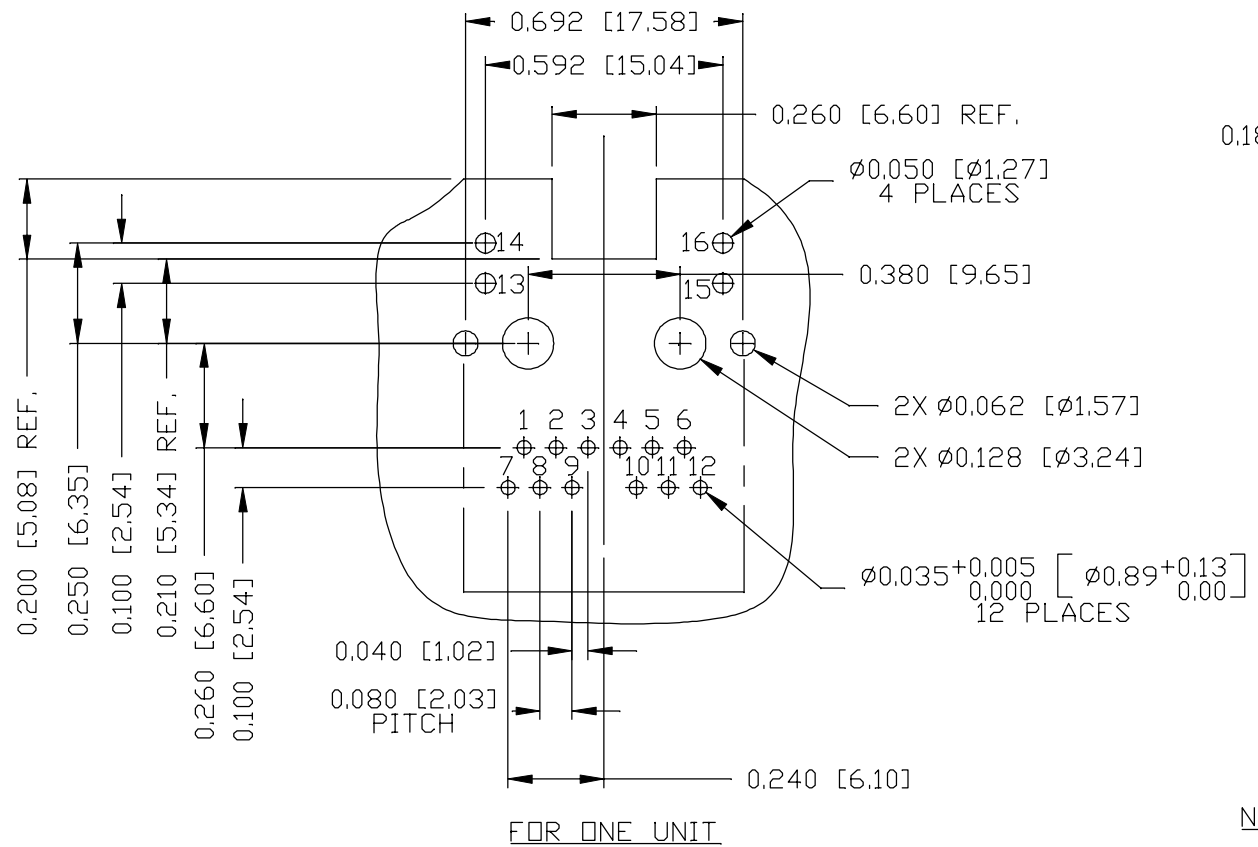 0.692 [17.58]
0.592 [15.04]
0.260 [6.60] REF.
0.18
Ø0.050 [Ø1.27]
4 PLACES
14
16
13
15
0.380 [9.65]
2X Ø0.062 [Ø1.57]
2X Ø0.128 [Ø3.24]
1 2 3 4 5 6
7 8 9 10 11 12
0.200 [5.08] REF.
0.250 [6.35]
0.100 [2.54]
0.210 [5.34] REF.
0.260 [6.60]
0.100 [2.54]
Ø0.035 +0.005 0.000 [Ø0.89 +0.13 0.00]
12 PLACES
0.040 [1.02]
0.080 [2.03]
PITCH
0.240 [6.10]
FOR ONE UNIT
N